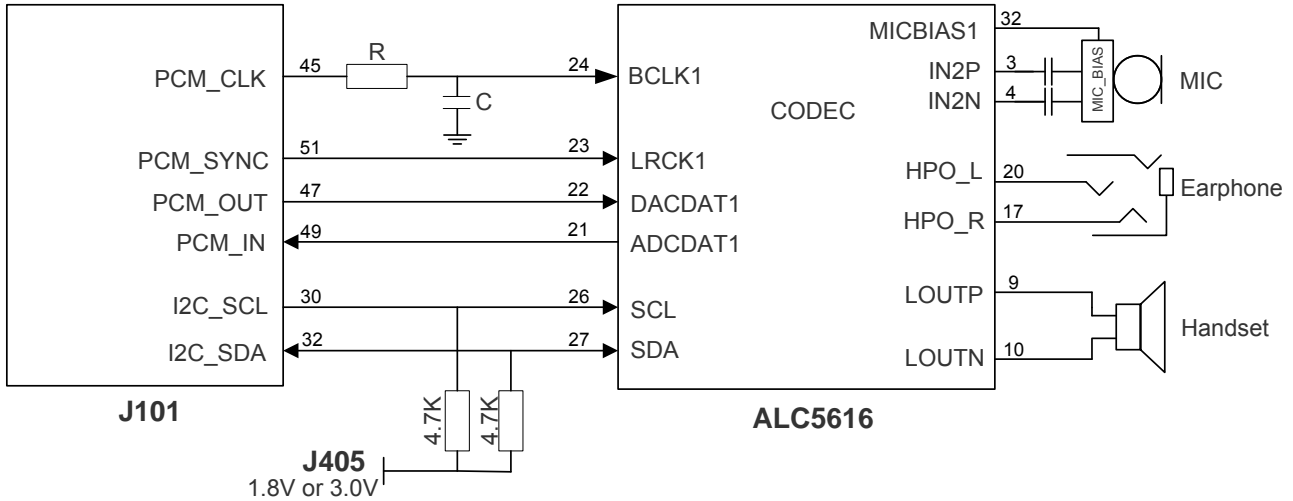 PCM_CLK 45 R 24 BCLK1
C
PCM_SYNC 51 23 LRCK1
PCM_OUT 47 22 DACDAT1
PCM_IN 49 21 ADCDAT1
I2C_SCL 30 26 SCL
I2C_SDA 32 27 SDA
CODEC
MICBIAS1 32
IN2P 3
IN2N 4
MIC_BIAS
MIC
HPO_L 20
HPO_R 17
Earphone
LOUTP 9
LOUTN 10
Handset
J101
ALC5616
4.7K
4.7K
J405
1.8V or 3.0V